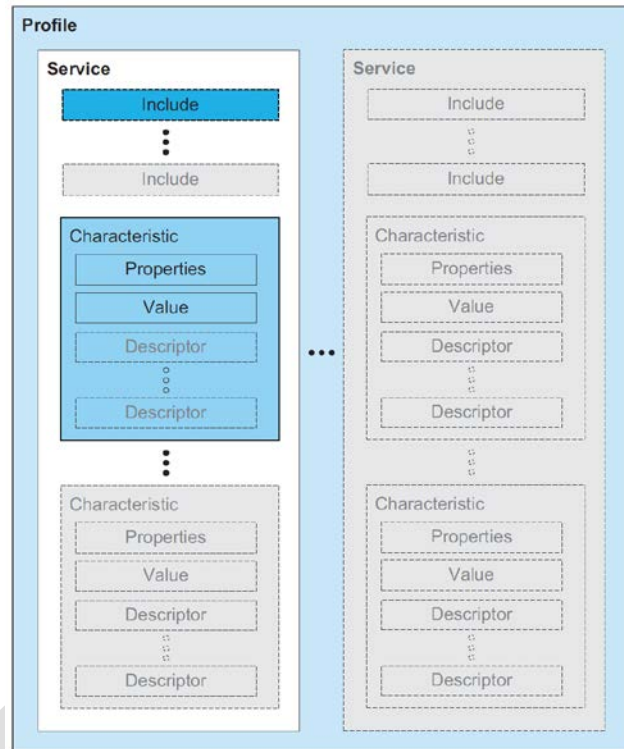 Profile
Service
Include
Include
Characteristic
Properties
Value
Descriptor
Descriptor
Characteristic
Properties
Value
Descriptor
Descriptor
Service
Include
Include
Characteristic
Properties
Value
Descriptor
Descriptor
Characteristic
Properties
Value
Descriptor
Descriptor